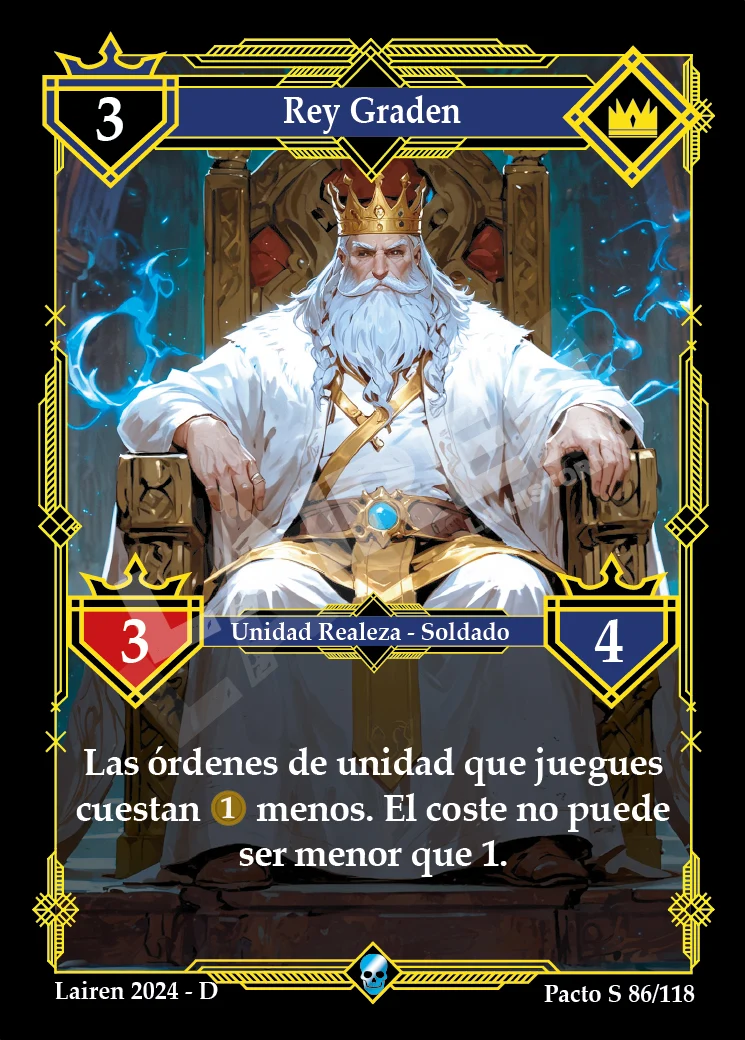 3
Rey Graden
3
Unidad Realeza - Soldado
4
Las órdenes de unidad que juegues
cuestan 1 menos. El coste no puede
ser menor que 1.
Lairen 2024 - D
Pacto S 86/118